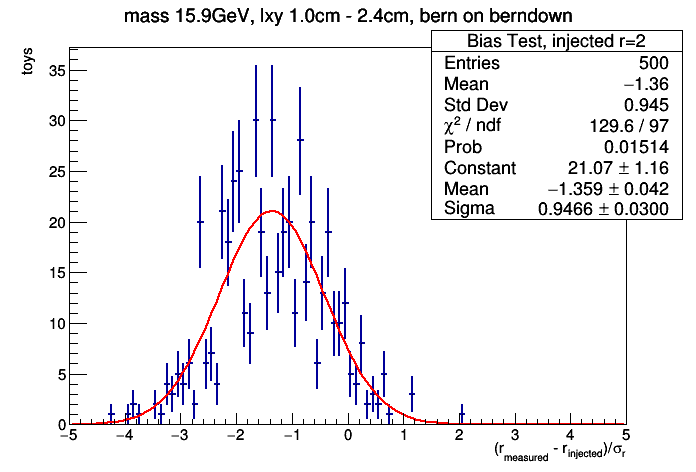 mass 15.9GeV, lxy 1.0cm - 2.4cm, bern on berndown
Bias Test, injected r=2
Entries 500
Mean −1.36
Std Dev 0.945
χ² / ndf 129.6 / 97
Prob 0.01514
Constant 21.07 ± 1.16
Mean −1.359 ± 0.042
Sigma 0.9466 ± 0.0300
toys
35
30
25
20
15
10
5
0
−5 −4 −3 −2 −1 0 1 2 3 4 5
(r_measured - r_injected)/σ_r